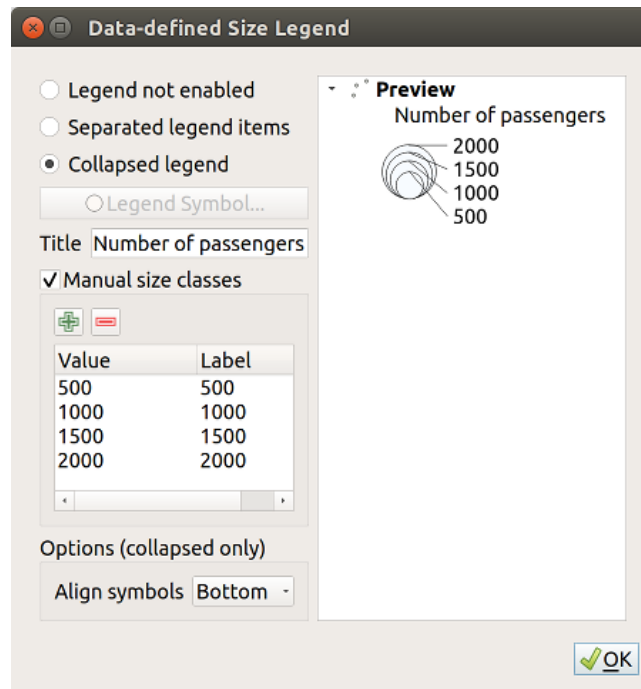 Data-defined Size Legend
Legend not enabled
Separated legend items
Collapsed legend
Legend Symbol...
Title Number of passengers
Manual size classes
Value Label
500 500
1000 1000
1500 1500
2000 2000
Options (collapsed only)
Align symbols Bottom
Preview
Number of passengers
2000
1500
1000
500
OK